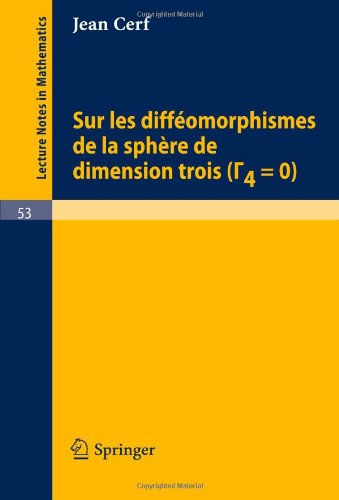 Jean Cerf
Lecture Notes in Mathematics
53
Sur les difféomorphismes
de la sphère de
dimension trois (Γ4 = 0)
Springer